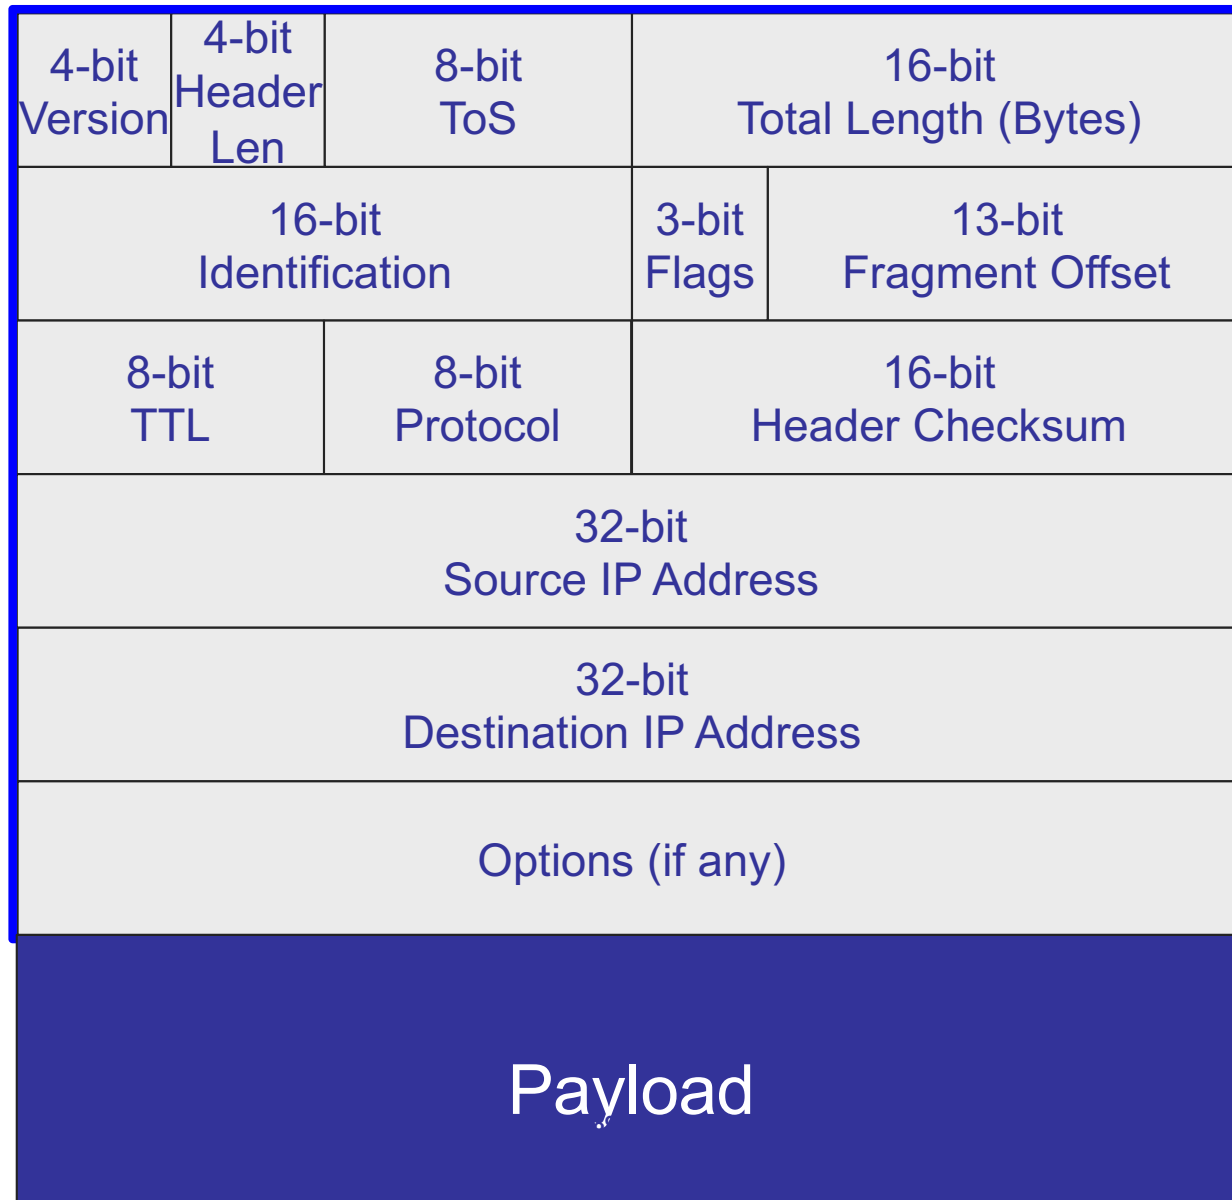 4-bit
Version
4-bit
Header
Len
8-bit
ToS
16-bit
Total Length (Bytes)
16-bit
Identification
3-bit
Flags
13-bit
Fragment Offset
8-bit
TTL
8-bit
Protocol
16-bit
Header Checksum
32-bit
Source IP Address
32-bit
Destination IP Address
Options (if any)
Payload